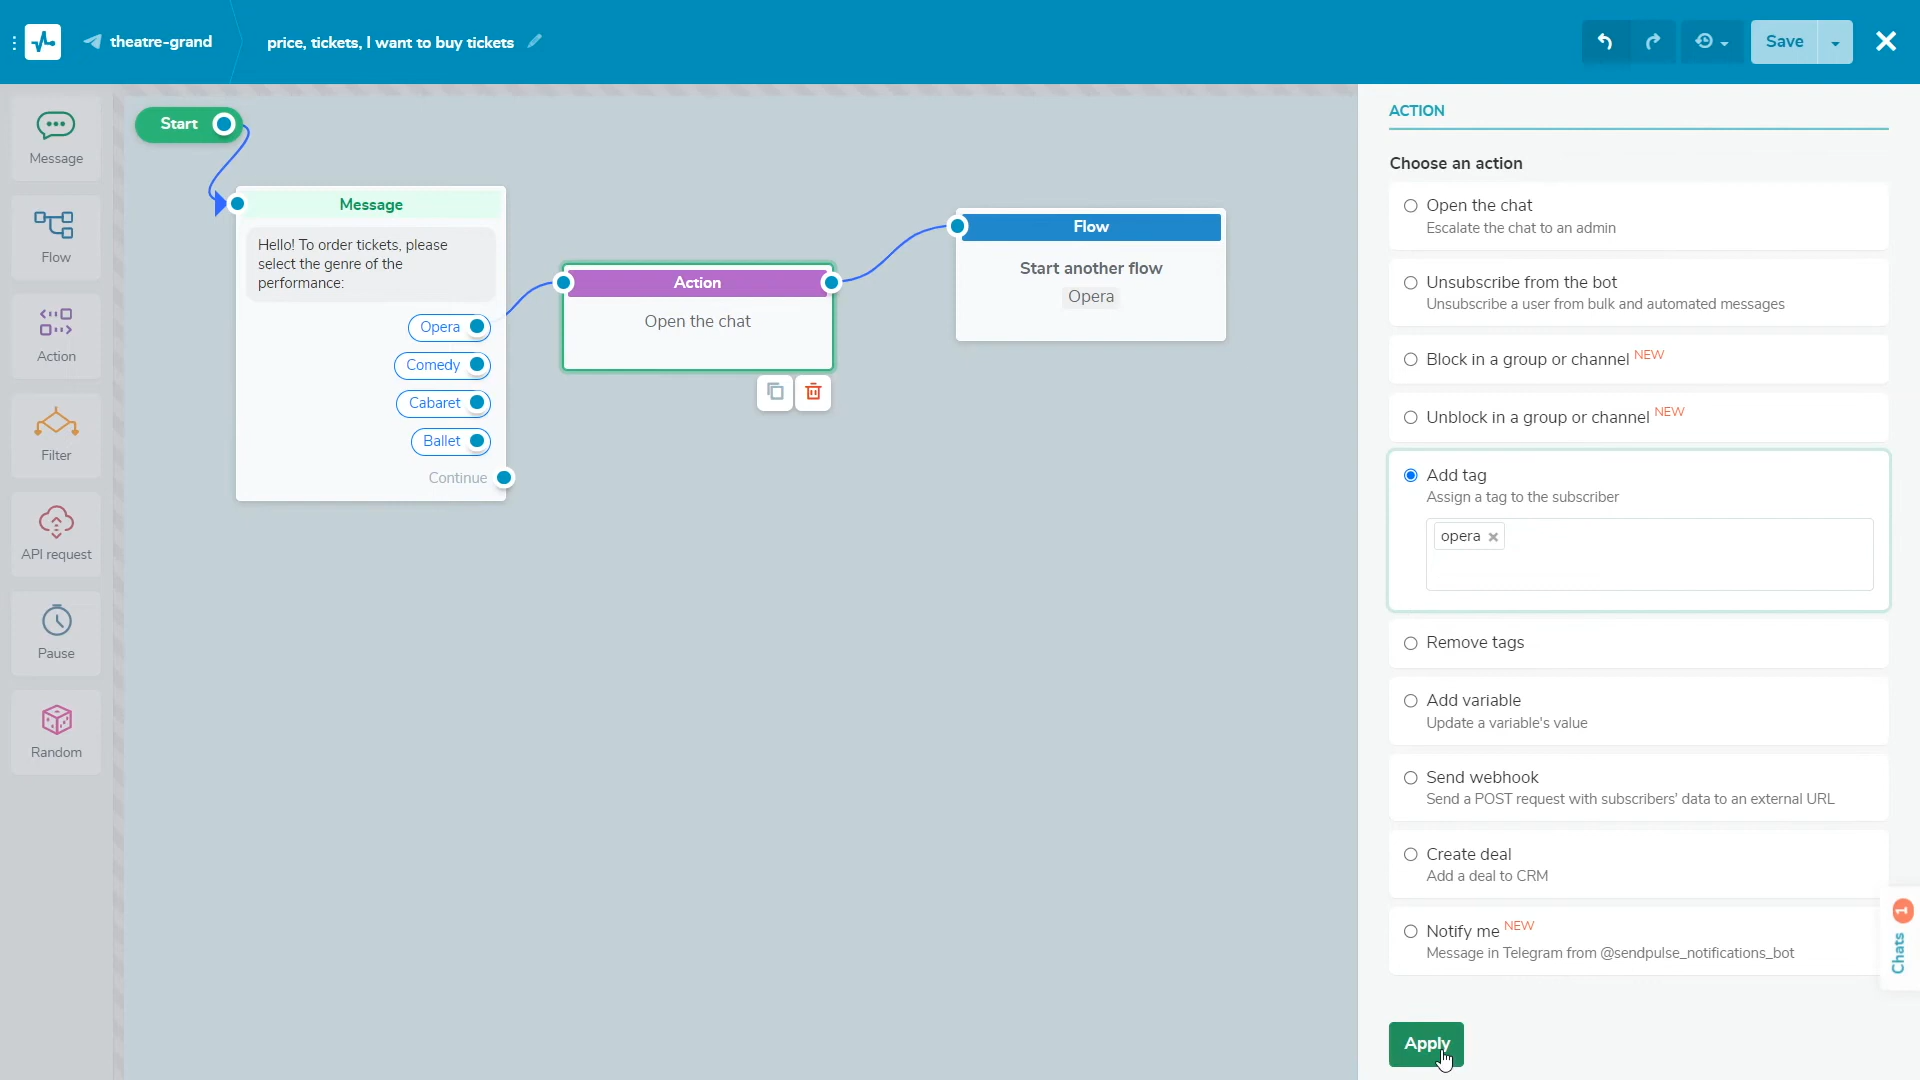 theatre-grand
price, tickets, I want to buy tickets
Save
Message
Flow
Action
Filter
API request
Pause
Random
Start
Message
Hello! To order tickets, please
select the genre of the
performance:
Opera
Comedy
Cabaret
Ballet
Continue
Action
Open the chat
Flow
Start another flow
Opera
ACTION
Choose an action
Open the chat
Escalate the chat to an admin
Unsubscribe from the bot
Unsubscribe a user from bulk and automated messages
Block in a group or channel NEW
Unblock in a group or channel NEW
Add tag
Assign a tag to the subscriber
opera
Remove tags
Add variable
Update a variable's value
Send webhook
Send a POST request with subscribers' data to an external URL
Create deal
Add a deal to CRM
Notify me NEW
Message in Telegram from @sendpulse_notifications_bot
Apply
Chats 1